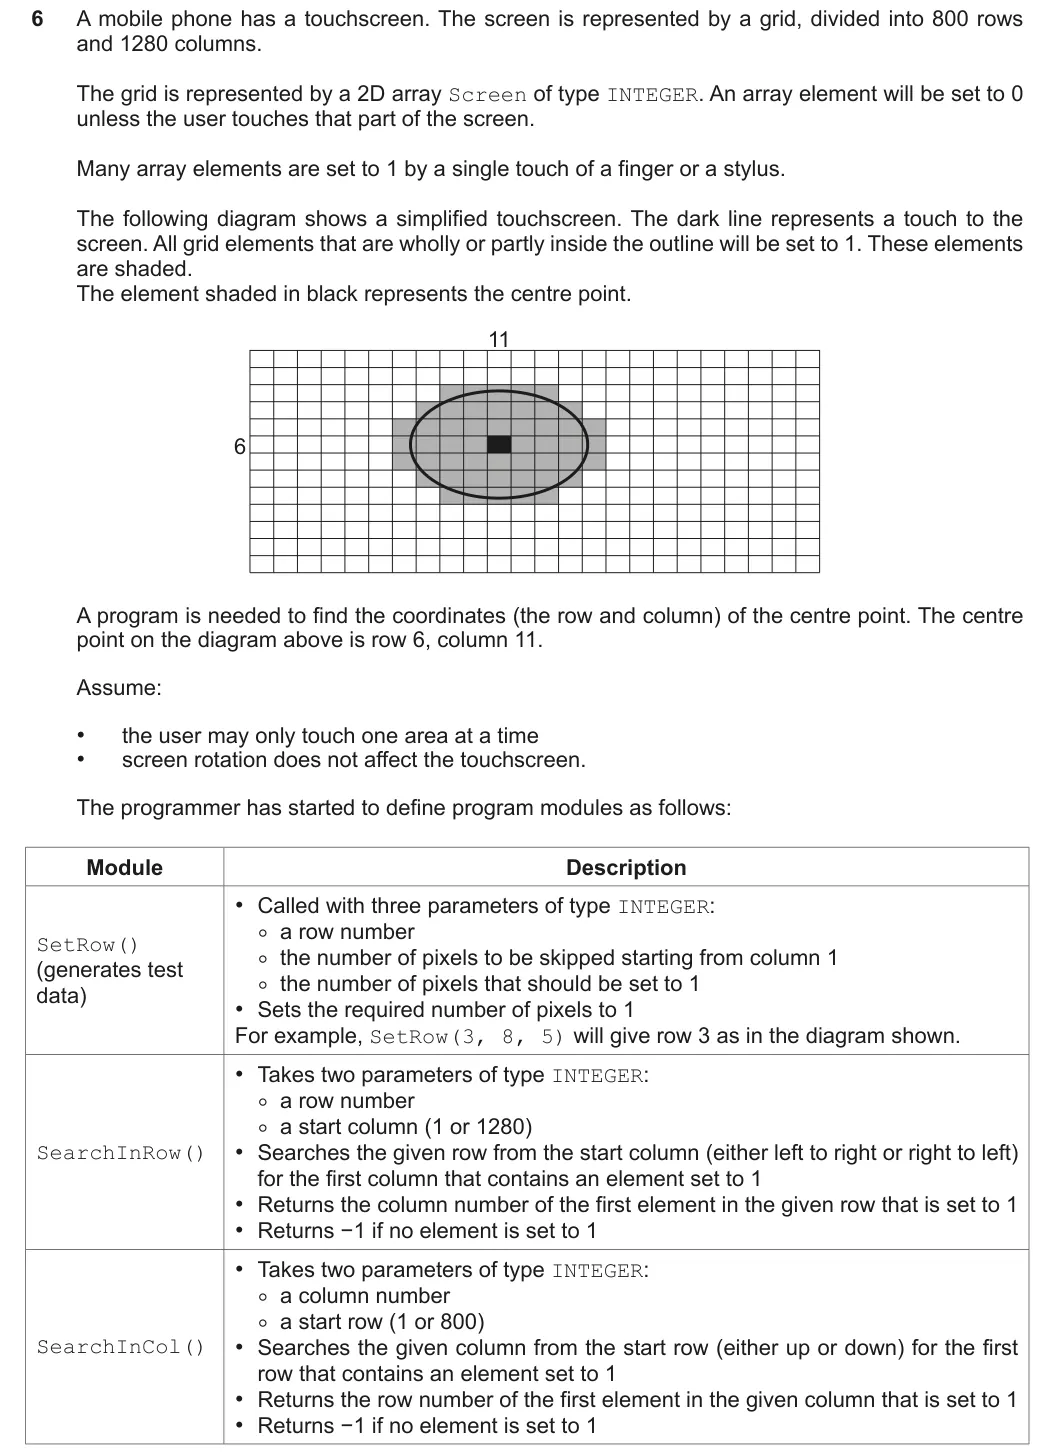 6 A mobile phone has a touchscreen. The screen is represented by a grid, divided into 800 rows
and 1280 columns.
The grid is represented by a 2D array Screen of type INTEGER. An array element will be set to 0
unless the user touches that part of the screen.
Many array elements are set to 1 by a single touch of a finger or a stylus.
The following diagram shows a simplified touchscreen. The dark line represents a touch to the
screen. All grid elements that are wholly or partly inside the outline will be set to 1. These elements
are shaded.
The element shaded in black represents the centre point.
11
6
A program is needed to find the coordinates (the row and column) of the centre point. The centre
point on the diagram above is row 6, column 11.
Assume:
• the user may only touch one area at a time
• screen rotation does not affect the touchscreen.
The programmer has started to define program modules as follows:
Module Description
SetRow()
(generates test
data)
• Called with three parameters of type INTEGER:
◦ a row number
◦ the number of pixels to be skipped starting from column 1
◦ the number of pixels that should be set to 1
• Sets the required number of pixels to 1
For example, SetRow(3, 8, 5) will give row 3 as in the diagram shown.
SearchInRow()
• Takes two parameters of type INTEGER:
◦ a row number
◦ a start column (1 or 1280)
• Searches the given row from the start column (either left to right or right to left)
for the first column that contains an element set to 1
• Returns the column number of the first element in the given row that is set to 1
• Returns −1 if no element is set to 1
SearchInCol()
• Takes two parameters of type INTEGER:
◦ a column number
◦ a start row (1 or 800)
• Searches the given column from the start row (either up or down) for the first
row that contains an element set to 1
• Returns the row number of the first element in the given column that is set to 1
• Returns −1 if no element is set to 1